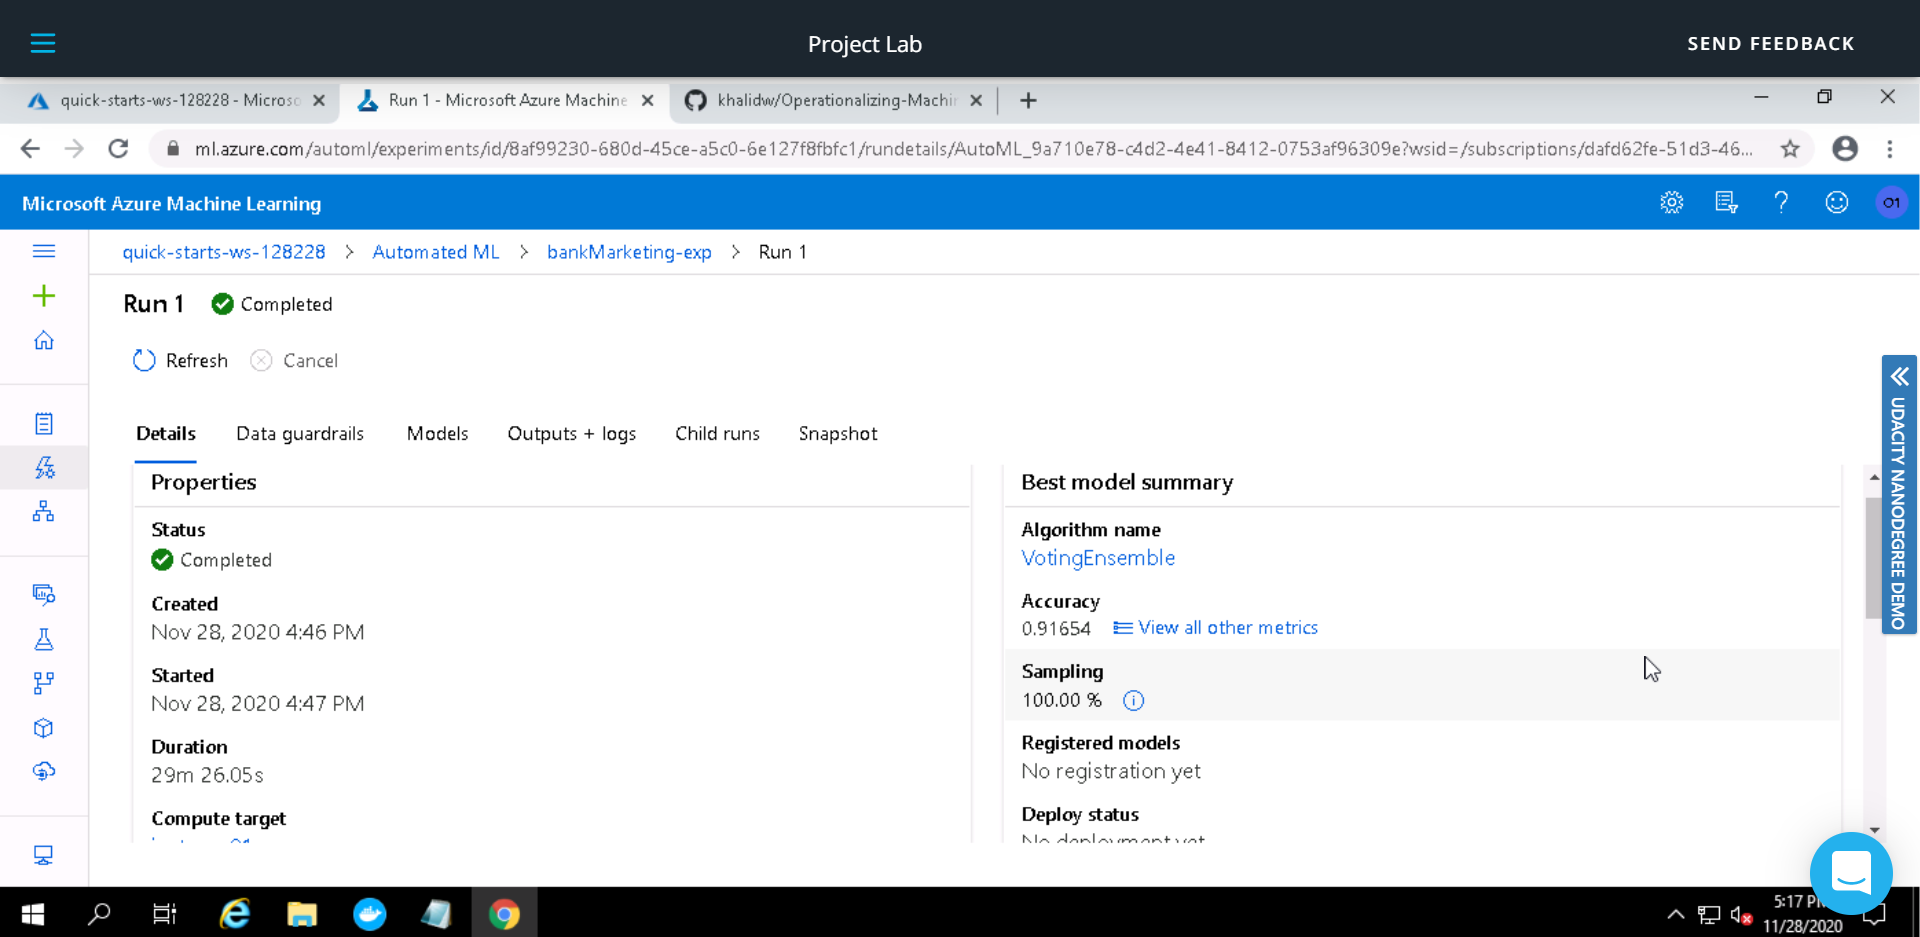 Project Lab
SEND FEEDBACK
quick-starts-ws-128228 - Microso
Run 1 - Microsoft Azure Machine
khalidw/Operationalizing-Machin
ml.azure.com/automl/experiments/id/8af99230-680d-45ce-a5c0-6e127f8fbfc1/rundetails/AutoML_9a710e78-c4d2-4e41-8412-0753af96309e?wsid=/subscriptions/dafd62fe-51d3-46...
Microsoft Azure Machine Learning
O1
quick-starts-ws-128228 > Automated ML > bankMarketing-exp > Run 1
Run 1 Completed
Refresh Cancel
Details Data guardrails Models Outputs + logs Child runs Snapshot
Properties
Status
Completed
Created
Nov 28, 2020 4:46 PM
Started
Nov 28, 2020 4:47 PM
Duration
29m 26.05s
Compute target
Best model summary
Algorithm name
VotingEnsemble
Accuracy
0.91654 View all other metrics
Sampling
100.00 %
Registered models
No registration yet
Deploy status
No deployment yet
UDACITY NANODEGREE DEMO
5:17 P
11/28/2020